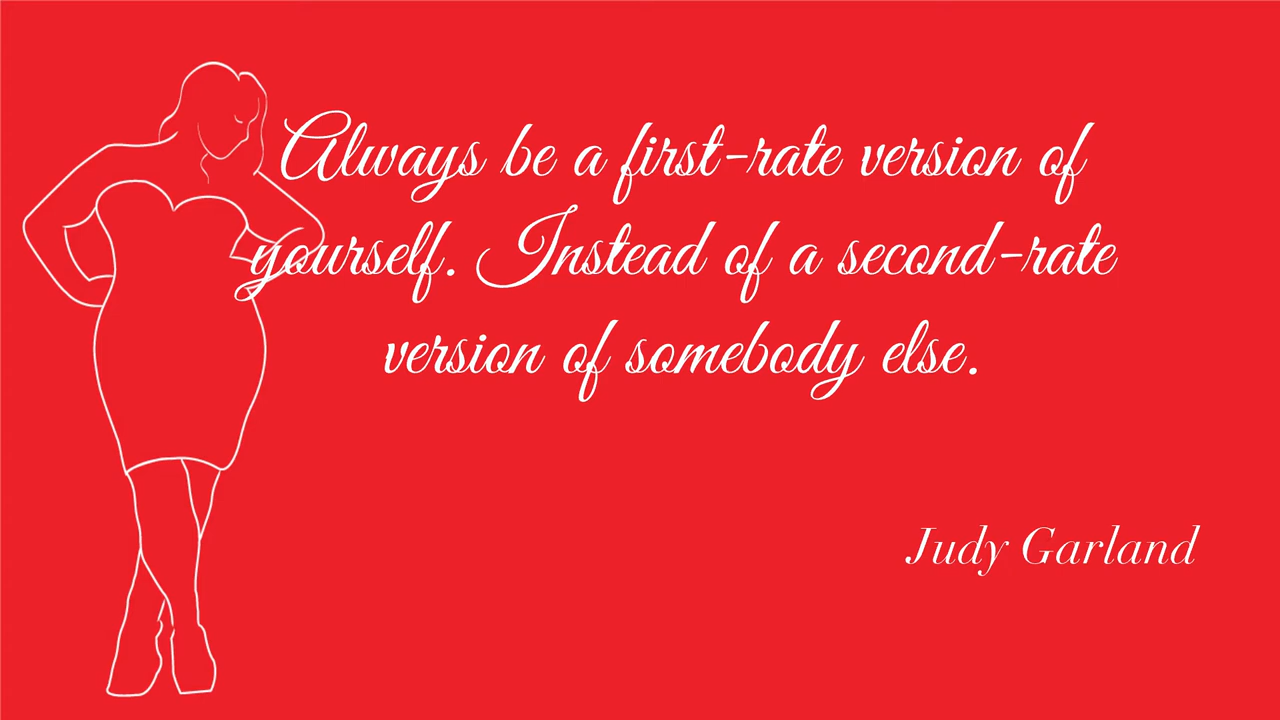 Always be a first-rate version of
yourself. Instead of a second-rate
version of somebody else.
Judy Garland